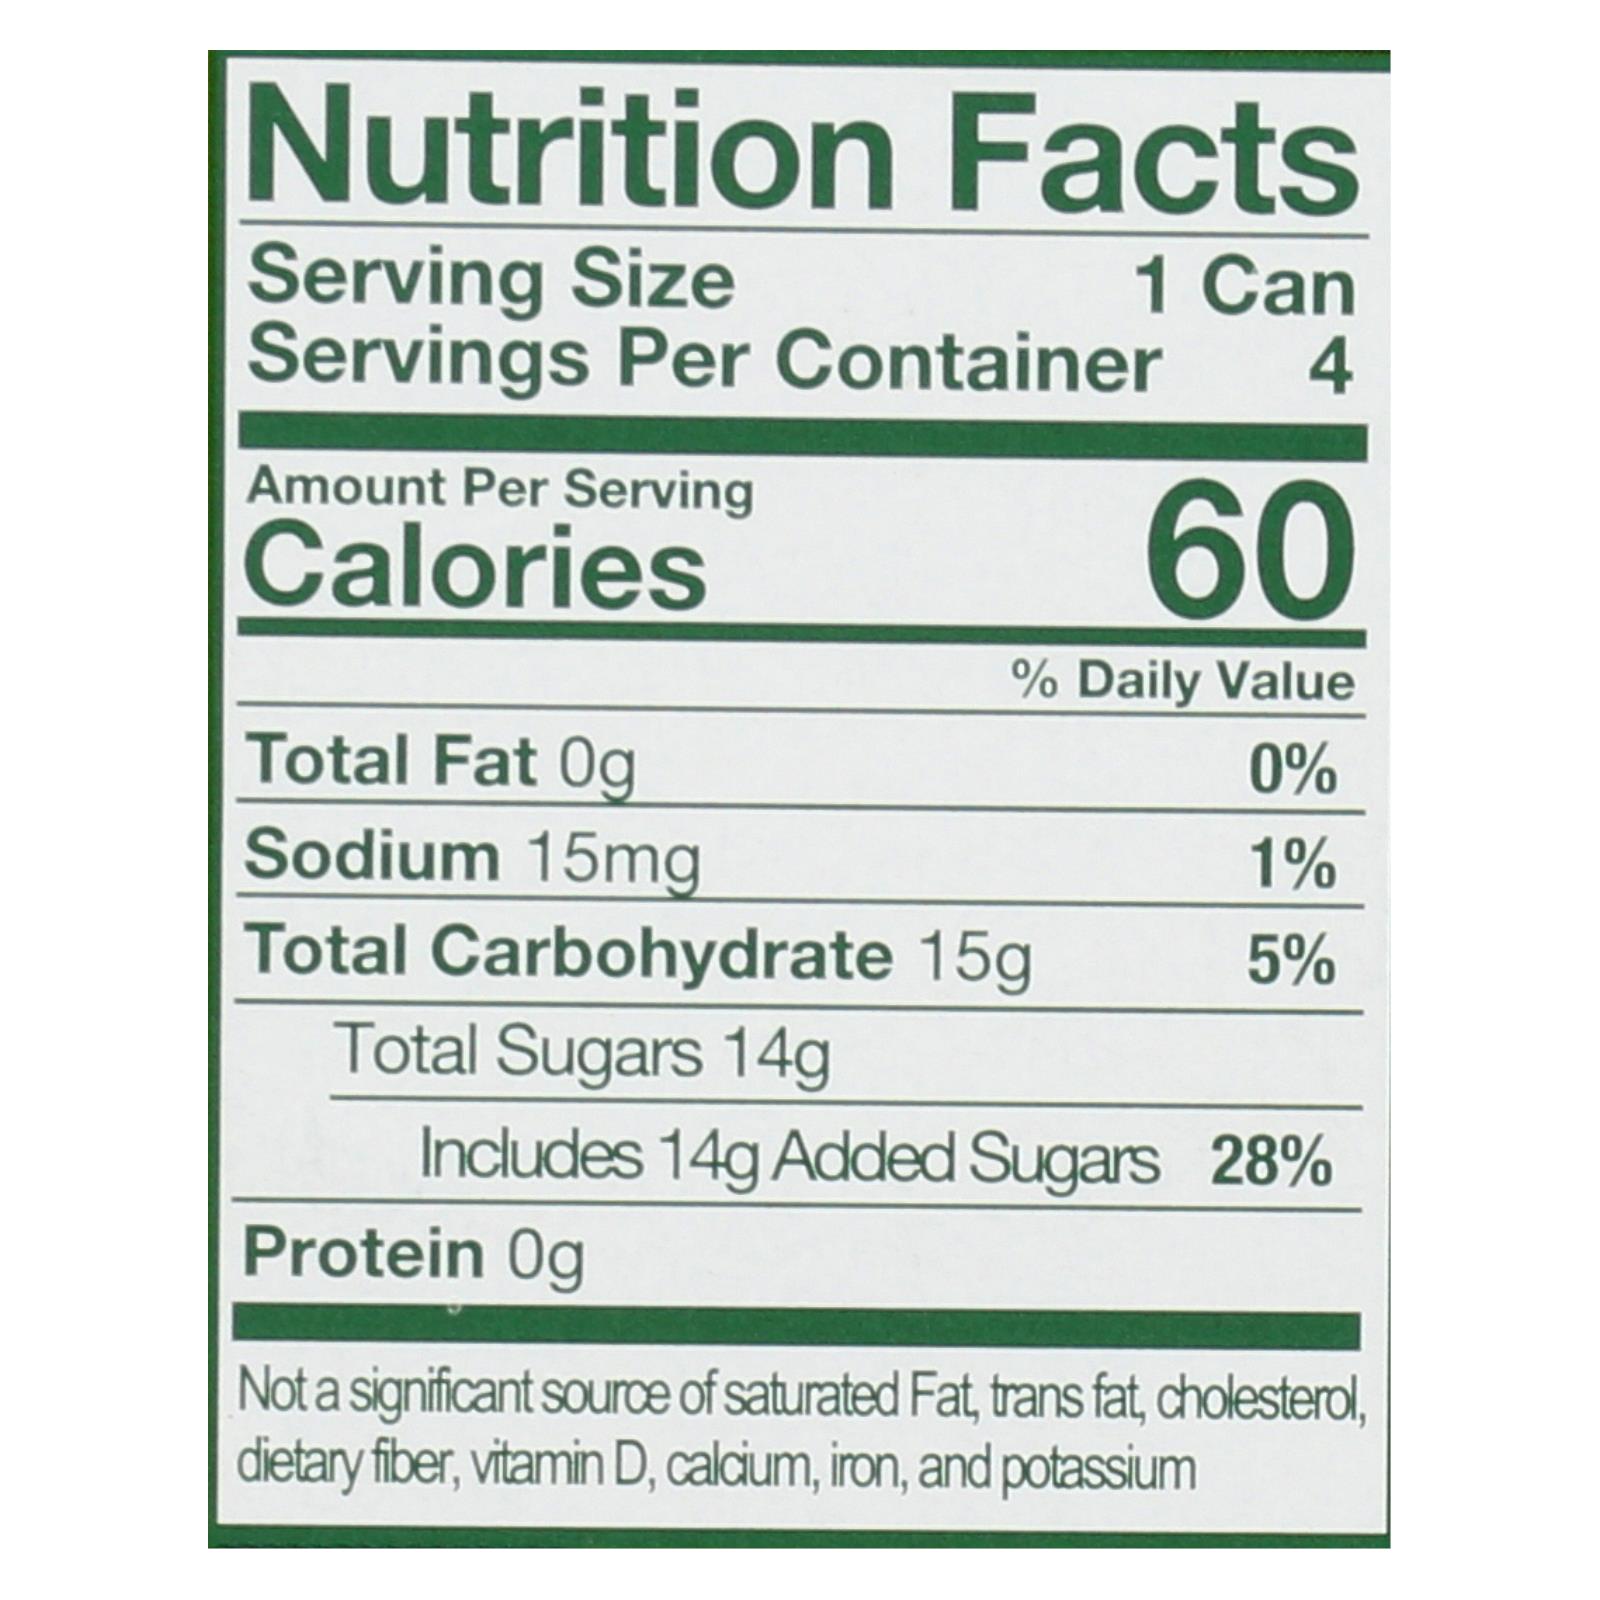 Nutrition Facts
Serving Size 1 Can
Servings Per Container 4
Amount Per Serving
Calories 60
% Daily Value
Total Fat 0g 0%
Sodium 15mg 1%
Total Carbohydrate 15g 5%
Total Sugars 14g
Includes 14g Added Sugars 28%
Protein 0g
Not a significant source of saturated Fat, trans fat, cholesterol,
dietary fiber, vitamin D, calcium, iron, and potassium